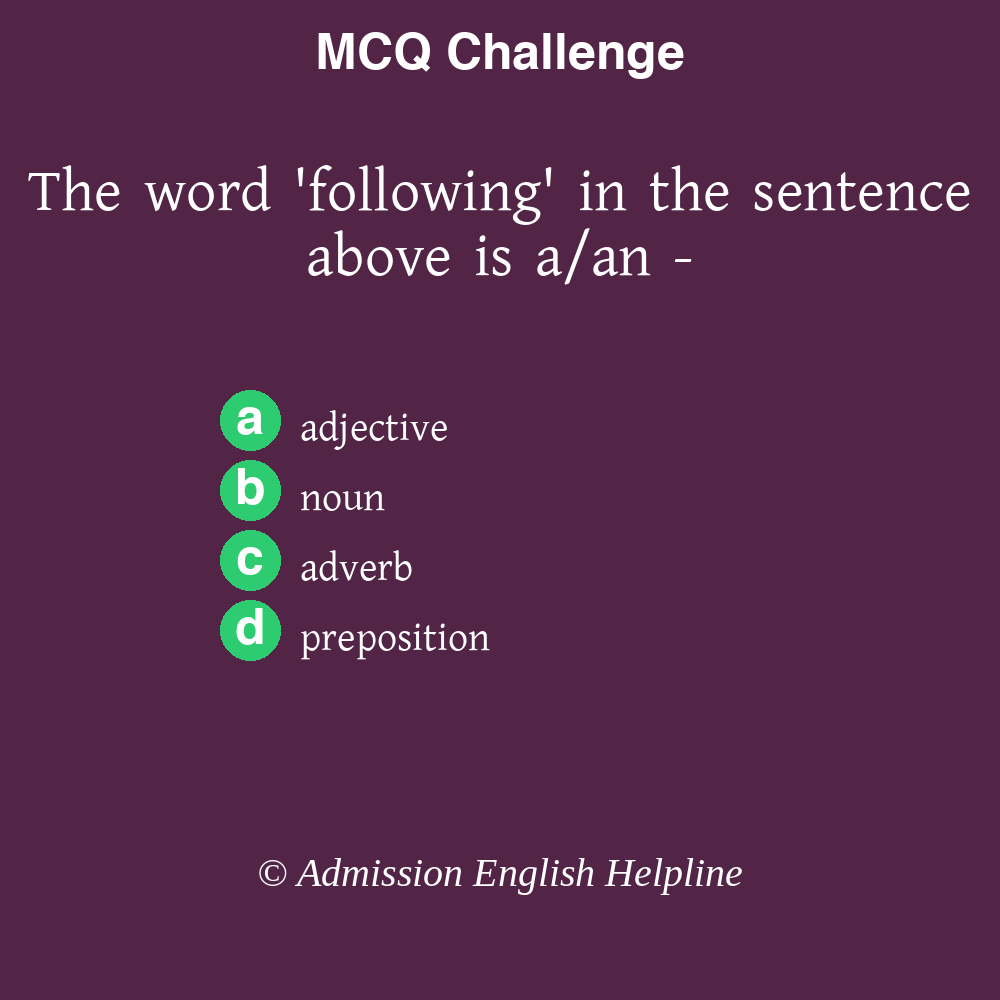 MCQ Challenge
The word 'following' in the sentence
above is a/an -
a adjective
b noun
c adverb
d preposition
© Admission English Helpline